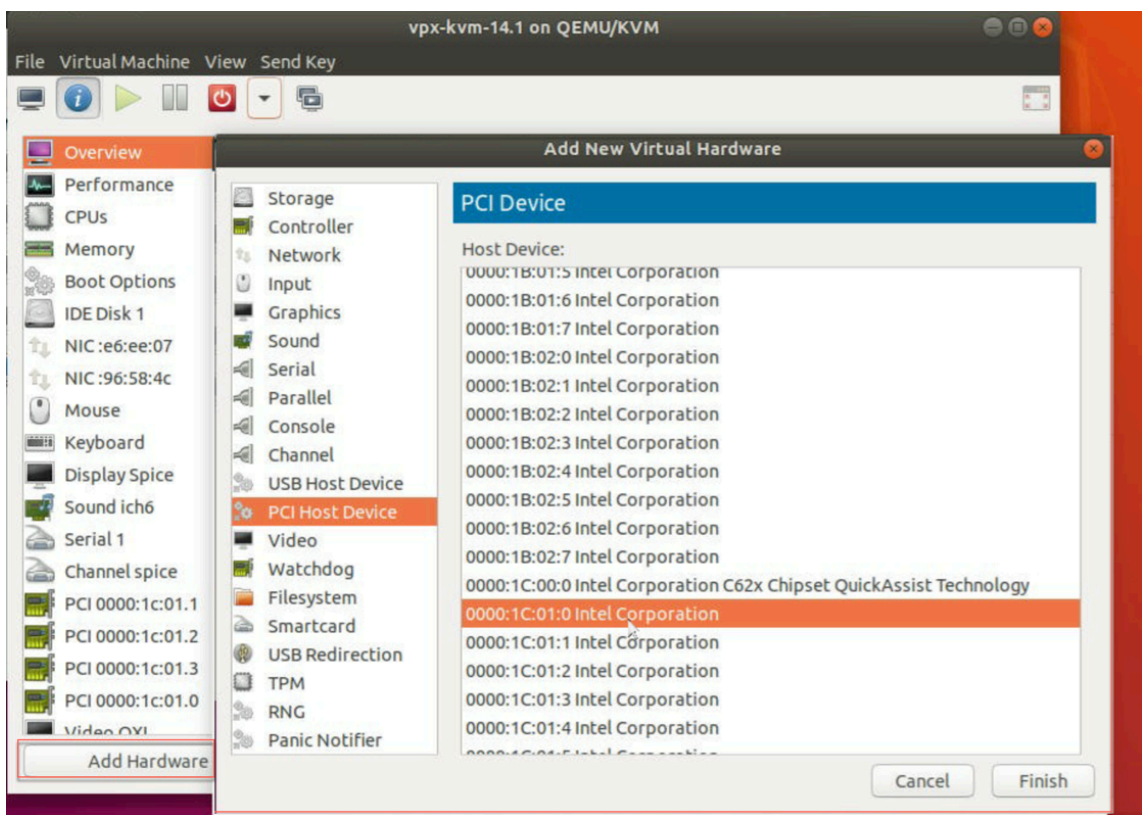 vpx-kvm-14.1 on QEMU/KVM
File Virtual Machine View Send Key
Overview
Performance
CPUs
Memory
Boot Options
IDE Disk 1
NIC :e6:ee:07
NIC :96:58:4c
Mouse
Keyboard
Display Spice
Sound ich6
Serial 1
Channel spice
PCI 0000:1c:01.1
PCI 0000:1c:01.2
PCI 0000:1c:01.3
PCI 0000:1c:01.0
Video QXL
Add Hardware
Add New Virtual Hardware
Storage
Controller
Network
Input
Graphics
Sound
Serial
Parallel
Console
Channel
USB Host Device
PCI Host Device
Video
Watchdog
Filesystem
Smartcard
USB Redirection
TPM
RNG
Panic Notifier
PCI Device
Host Device:
0000:1B:01:5 Intel Corporation
0000:1B:01:6 Intel Corporation
0000:1B:01:7 Intel Corporation
0000:1B:02:0 Intel Corporation
0000:1B:02:1 Intel Corporation
0000:1B:02:2 Intel Corporation
0000:1B:02:3 Intel Corporation
0000:1B:02:4 Intel Corporation
0000:1B:02:5 Intel Corporation
0000:1B:02:6 Intel Corporation
0000:1B:02:7 Intel Corporation
0000:1C:00:0 Intel Corporation C62x Chipset QuickAssist Technology
0000:1C:01:0 Intel Corporation
0000:1C:01:1 Intel Corporation
0000:1C:01:2 Intel Corporation
0000:1C:01:3 Intel Corporation
0000:1C:01:4 Intel Corporation
Cancel
Finish